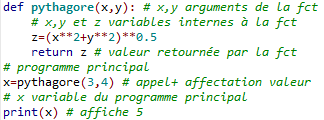 def pythagore(x,y): # x,y arguments de la fct
    # x,y et z variables internes à la fct
    z=(x**2+y**2)**0.5
    return z # valeur retournée par la fct
# programme principal
x=pythagore(3,4) # appel+ affectation valeur
# x variable du programme principal
print(x) # affiche 5